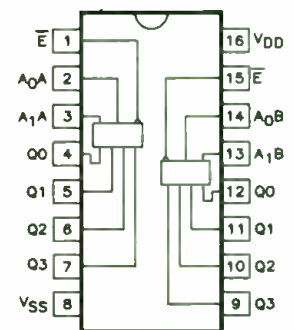 E̅ 1 16 VDD
A0A 2 15 E̅
A1A 3 14 A0B
Q0 4 13 A1B
Q1 5 12 Q0
Q2 6 11 Q1
Q3 7 10 Q2
VSS 8 9 Q3